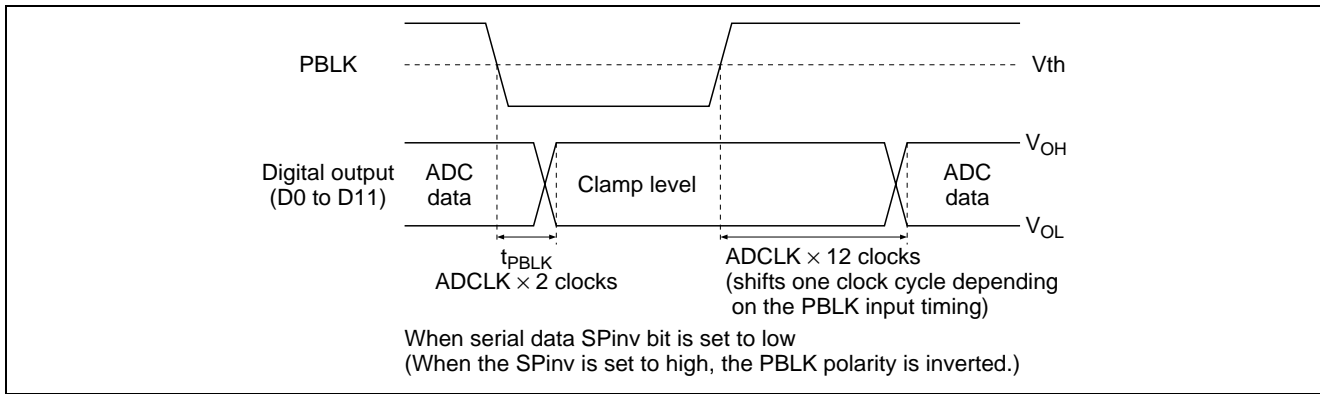 PBLK
Vth
Digital output
(D0 to D11)
ADC
data
Clamp level
ADC
data
VOH
VOL
tPBLK
ADCLK × 2 clocks
ADCLK × 12 clocks
(shifts one clock cycle depending
on the PBLK input timing)
When serial data SPinv bit is set to low
(When the SPinv is set to high, the PBLK polarity is inverted.)